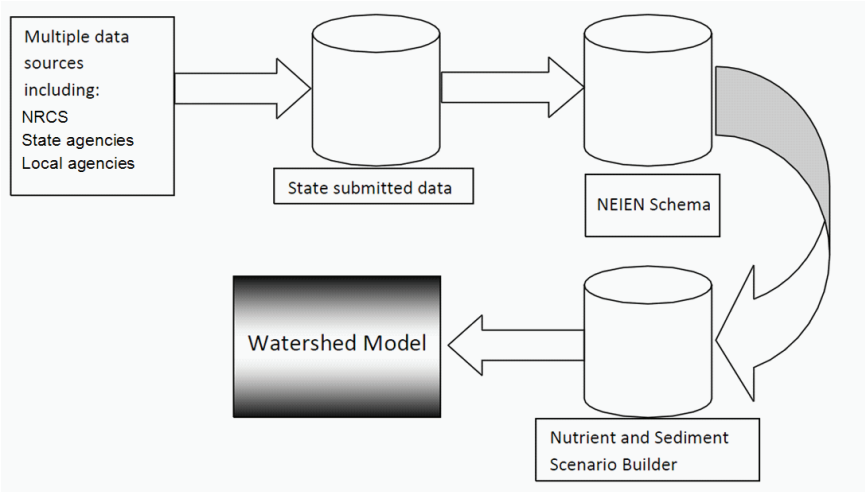 Multiple data
sources
including:
NRCS
State agencies
Local agencies
State submitted data
NEIEN Schema
Watershed Model
Nutrient and Sediment
Scenario Builder